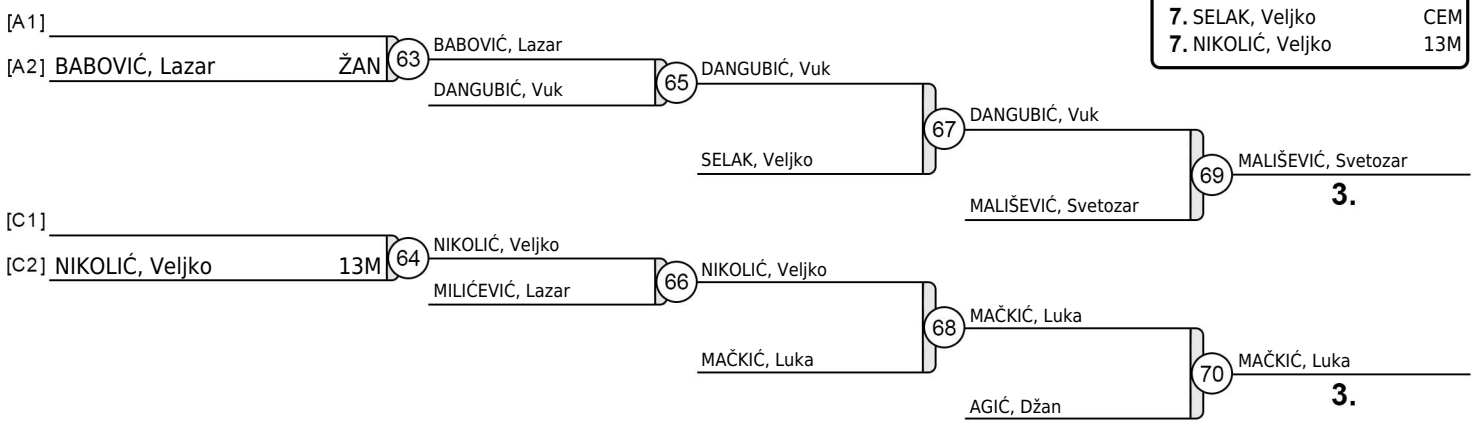 7. SELAK, Veljko CEM
7. NIKOLIĆ, Veljko 13M
[A1]
[A2] BABOVIĆ, Lazar ŽAN
63
BABOVIĆ, Lazar
DANGUBIĆ, Vuk
65
DANGUBIĆ, Vuk
SELAK, Veljko
67
DANGUBIĆ, Vuk
MALIŠEVIĆ, Svetozar
69
MALIŠEVIĆ, Svetozar
3.
[C1]
[C2] NIKOLIĆ, Veljko 13M
64
NIKOLIĆ, Veljko
MILIĆEVIĆ, Lazar
66
NIKOLIĆ, Veljko
MAČKIĆ, Luka
68
MAČKIĆ, Luka
AGIĆ, Džan
70
MAČKIĆ, Luka
3.